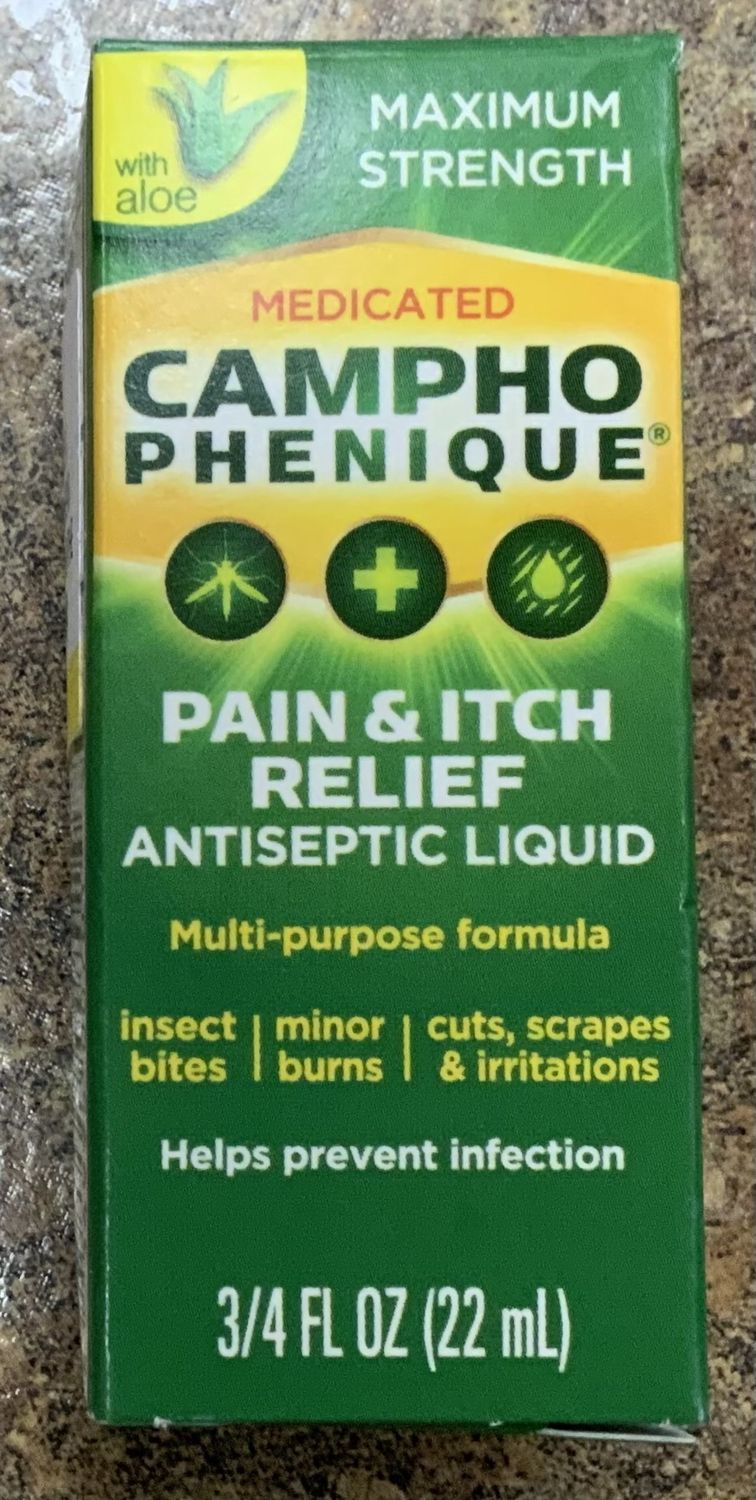 with
aloe
MAXIMUM
STRENGTH
MEDICATED
CAMPHO
PHENIQUE®
PAIN & ITCH
RELIEF
ANTISEPTIC LIQUID
Multi-purpose formula
insect bites | minor burns | cuts, scrapes & irritations
Helps prevent infection
3/4 FL OZ (22 mL)